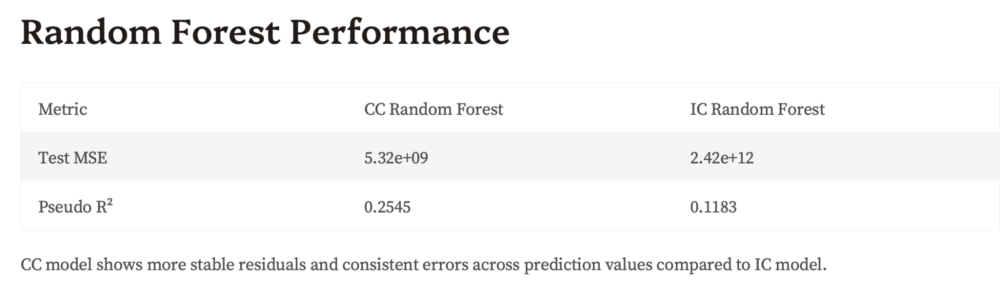 Random Forest Performance
Metric CC Random Forest IC Random Forest
Test MSE 5.32e+09 2.42e+12
Pseudo R² 0.2545 0.1183
CC model shows more stable residuals and consistent errors across prediction values compared to IC model.